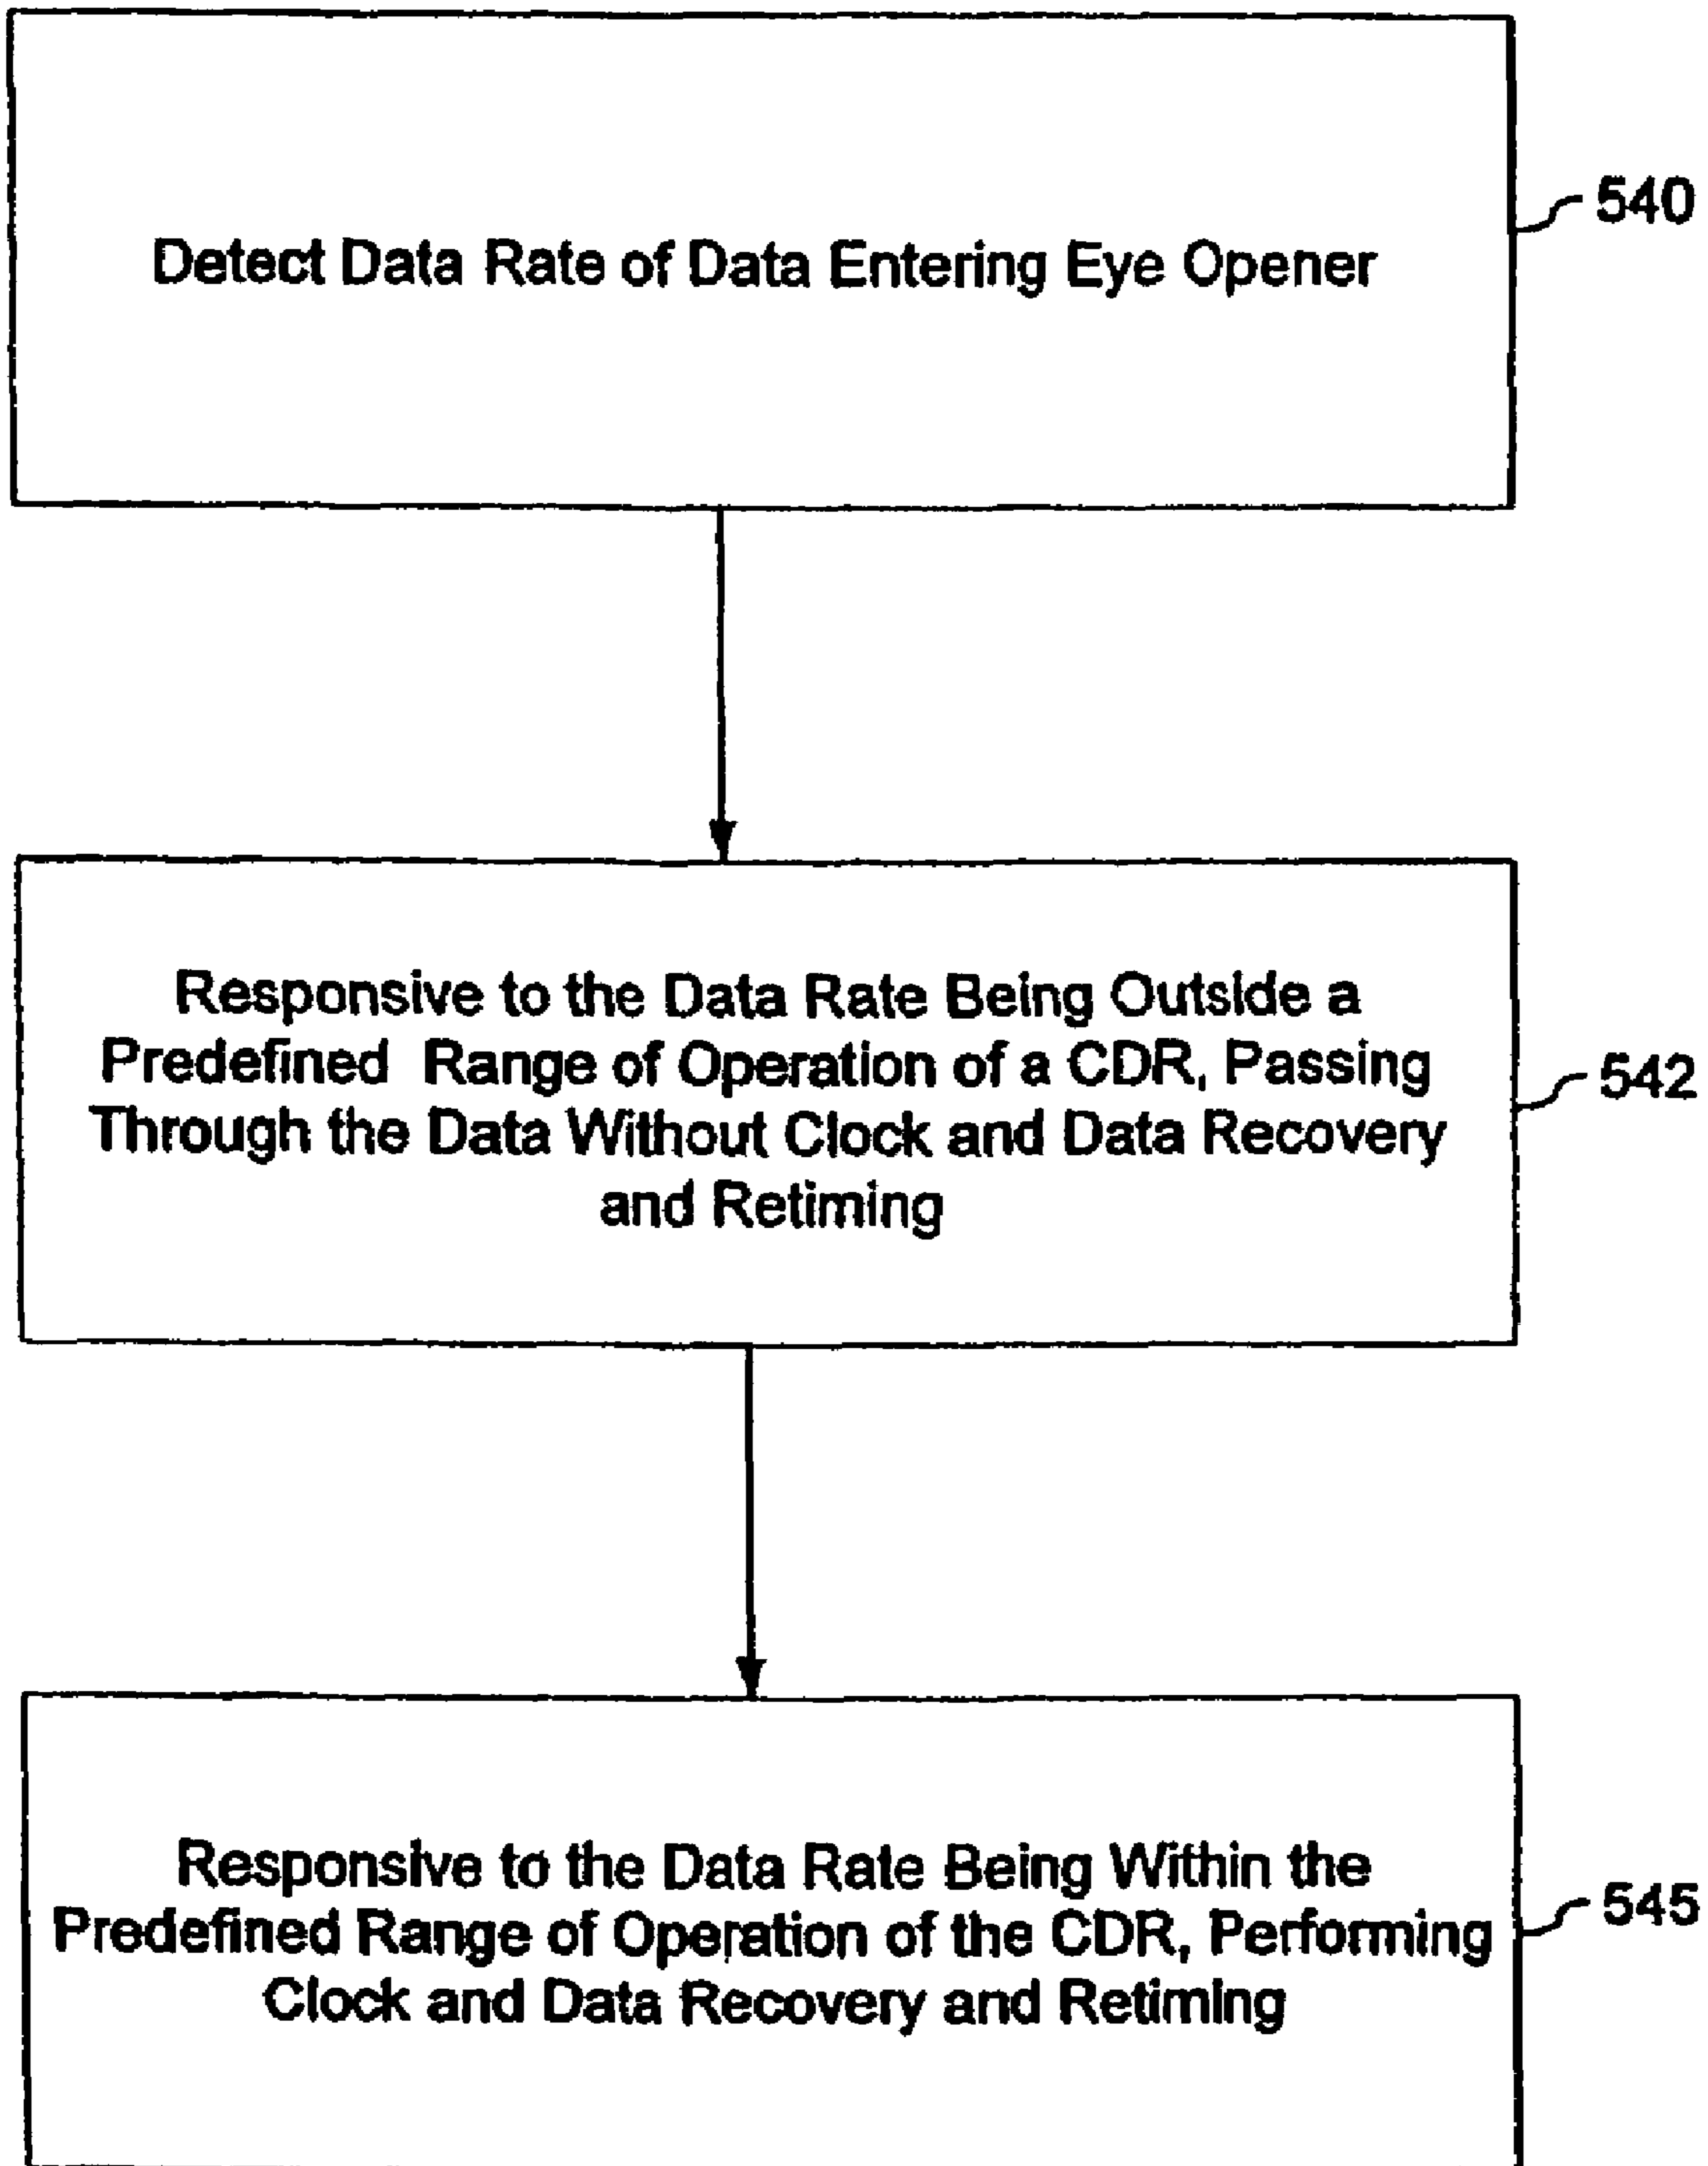 Detect Data Rate of Data Entering Eye Opener
540
Responsive to the Data Rate Being Outside a
Predefined Range of Operation of a CDR, Passing
Through the Data Without Clock and Data Recovery
and Retiming
542
Responsive to the Data Rate Being Within the
Predefined Range of Operation of the CDR, Performing
Clock and Data Recovery and Retiming
545